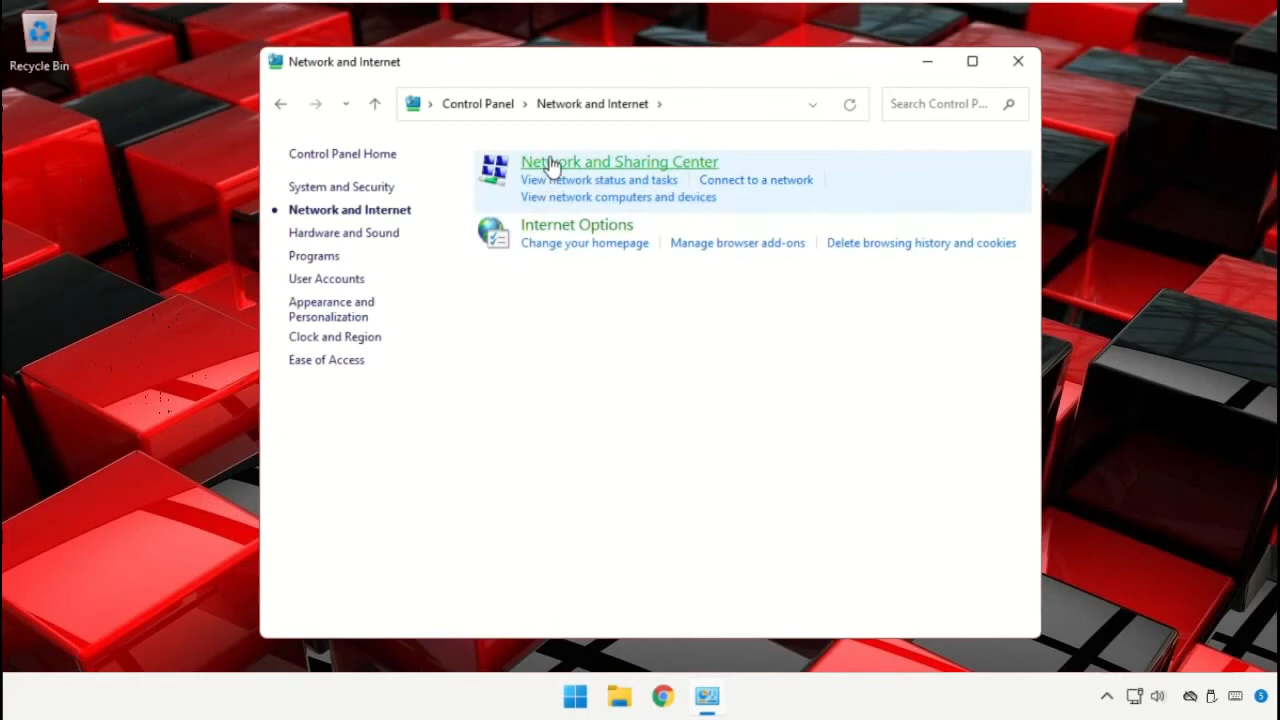 Recycle Bin
Network and Internet
Control Panel > Network and Internet >
Search Control P...
Control Panel Home
System and Security
Network and Internet
Hardware and Sound
Programs
User Accounts
Appearance and
Personalization
Clock and Region
Ease of Access
Network and Sharing Center
View network status and tasks
Connect to a network
View network computers and devices
Internet Options
Change your homepage
Manage browser add-ons
Delete browsing history and cookies
5